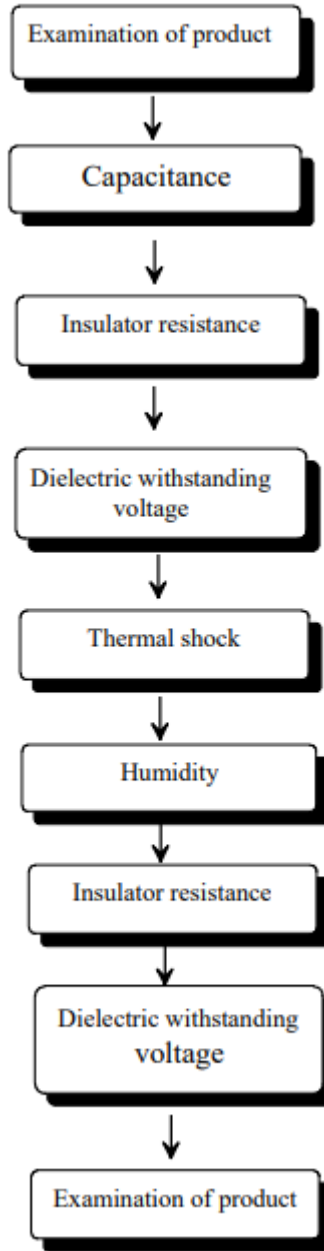 Examination of product
Capacitance
Insulator resistance
Dielectric withstanding
voltage
Thermal shock
Humidity
Insulator resistance
Dielectric withstanding
voltage
Examination of product